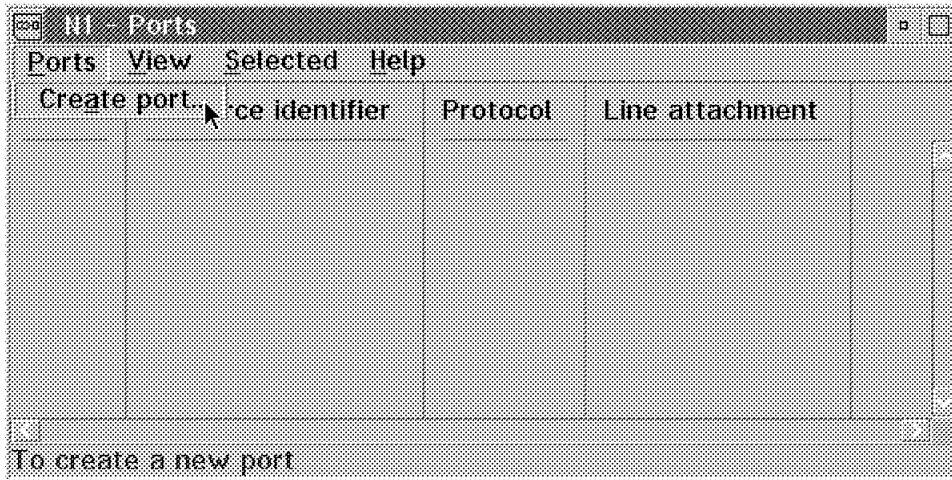 N1 - Ports
Ports View Selected Help
Create port...
ce identifier Protocol Line attachment
To create a new port